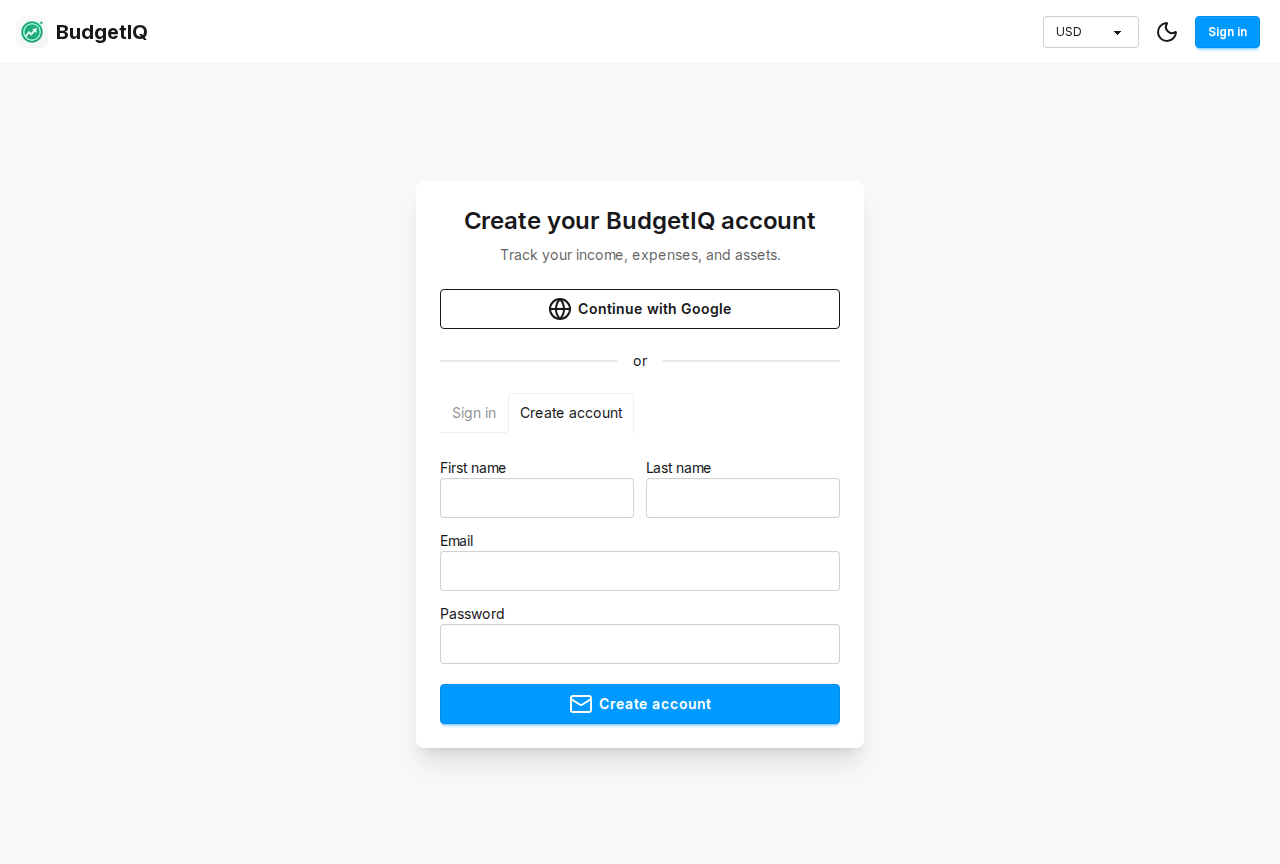 BudgetIQ
USD
Sign in
Create your BudgetIQ account
Track your income, expenses, and assets.
Continue with Google
or
Sign in
Create account
First name
Last name
Email
Password
Create account